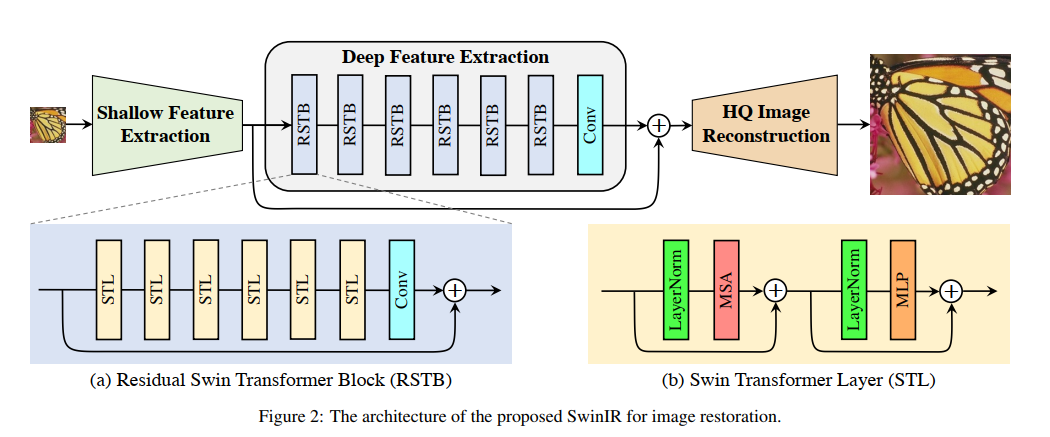 Deep Feature Extraction
Shallow Feature
Extraction
RSTB
RSTB
RSTB
RSTB
RSTB
RSTB
Conv
+
HQ Image
Reconstruction
STL
STL
STL
STL
STL
STL
Conv
+
LayerNorm
MSA
+
LayerNorm
MLP
+
(a) Residual Swin Transformer Block (RSTB)
(b) Swin Transformer Layer (STL)
Figure 2: The architecture of the proposed SwinIR for image restoration.